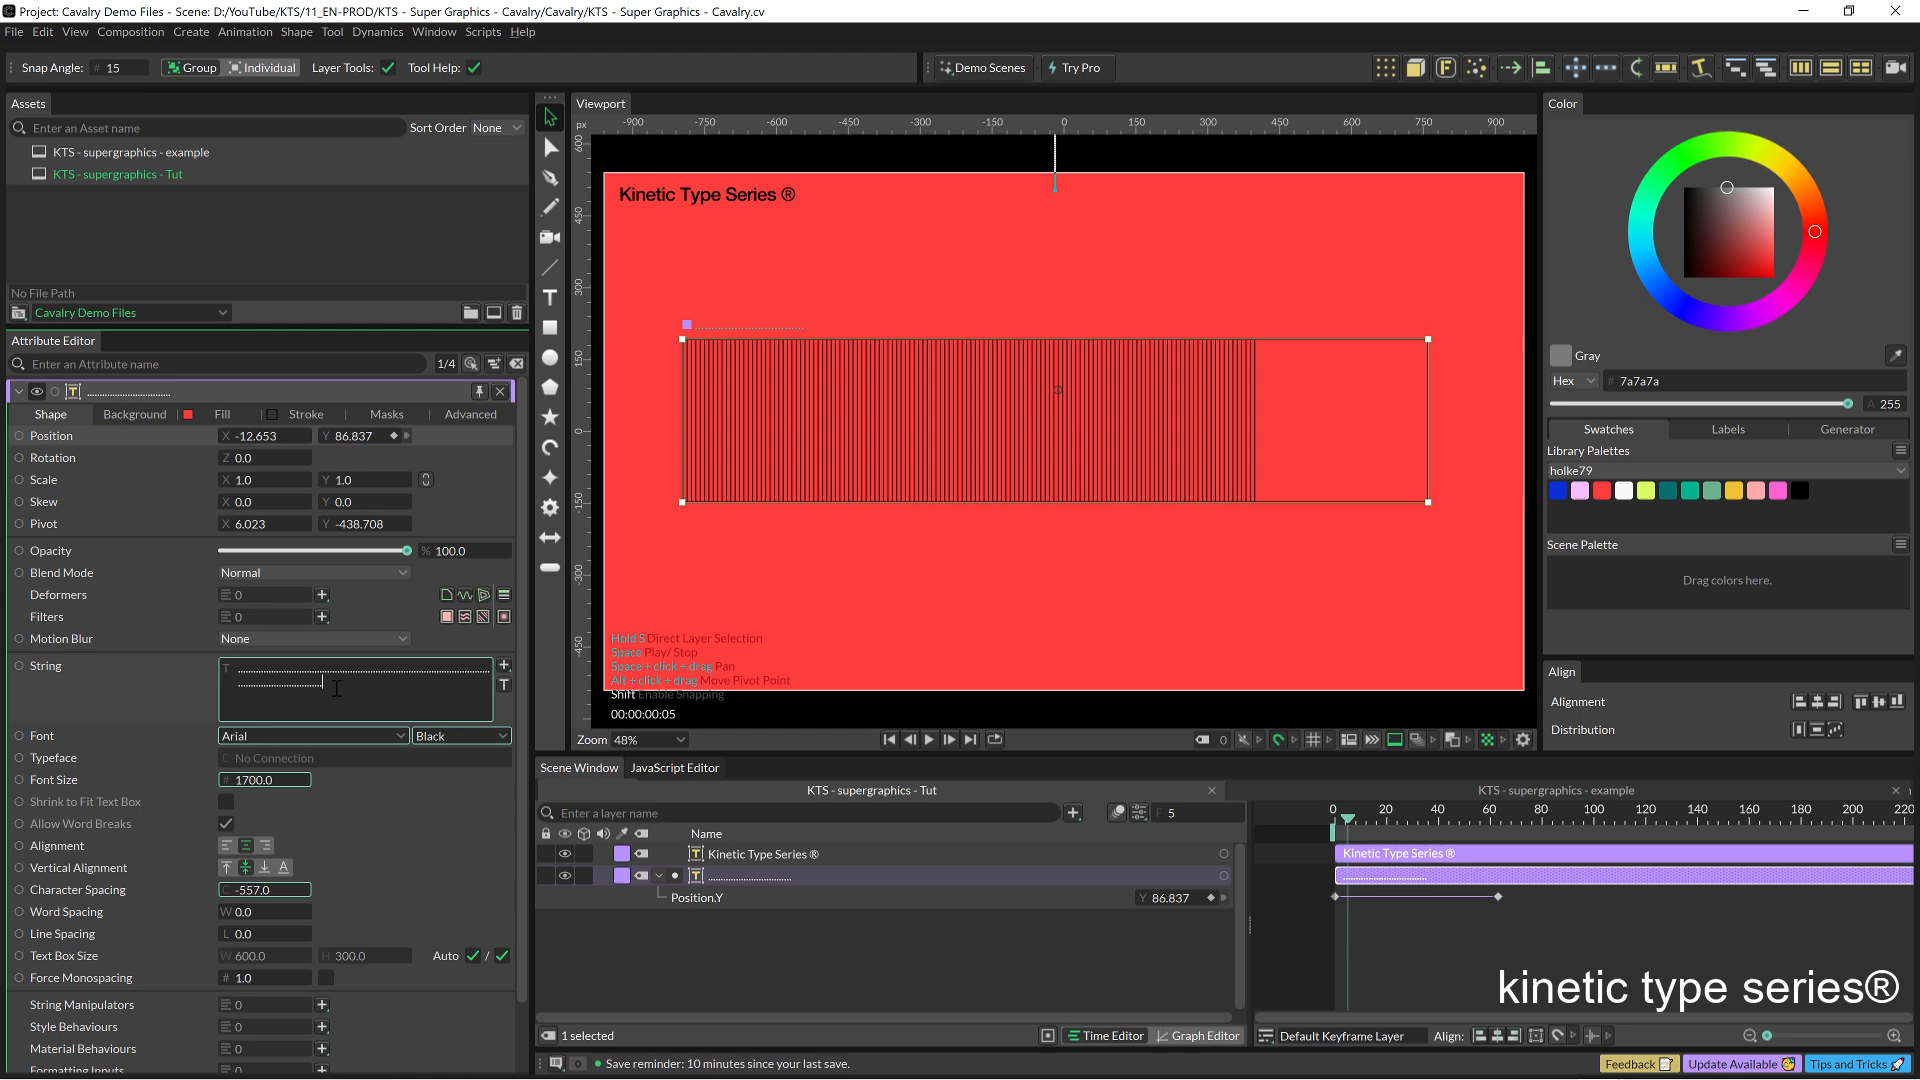 Project: Cavalry Demo Files - Scene: D:/YouTube/KTS/11_EN-PROD/KTS - Super Graphics - Cavalry/Cavalry/KTS - Super Graphics - Cavalry.cv
File Edit View Composition Create Animation Shape Tool Dynamics Window Scripts Help
Snap Angle: # 15 Group Individual Layer Tools: Tool Help: Demo Scenes Try Pro
Assets
Enter an Asset name Sort Order None
KTS - supergraphics - example
KTS - supergraphics - Tut
No File Path
Cavalry Demo Files
Attribute Editor
Enter an Attribute name 1/4
..............................
Shape Background Fill Stroke Masks Advanced
Position X -12.653 Y 86.837
Rotation Z 0.0
Scale X 1.0 Y 1.0
Skew X 0.0 Y 0.0
Pivot X 6.023 Y -438.708
Opacity % 100.0
Blend Mode Normal
Deformers 0
Filters 0
Motion Blur None
String T
Font Arial Black
Typeface C No Connection
Font Size # 1700.0
Shrink to Fit Text Box
Allow Word Breaks
Alignment
Vertical Alignment A
Character Spacing C -557.0
Word Spacing W 0.0
Line Spacing L 0.0
Text Box Size W 600.0 H 300.0 Auto /
Force Monospacing # 1.0
String Manipulators 0
Style Behaviours 0
Material Behaviours 0
Formatting Inputs 0
Viewport
px -900 -750 -600 -450 -300 -150 0 150 300 450 600 750 900
600
450
300
150
0
-150
-300
-450
Kinetic Type Series ®
Hold S Direct Layer Selection
Space Play/ Stop
Space + click + drag Pan
Alt + click + drag Move Pivot Point
Shift Enable Snapping
00:00:00:05
Zoom 48% 0
Scene Window JavaScript Editor
KTS - supergraphics - Tut KTS - supergraphics - example
Enter a layer name F 5
0 20 40 60 80 100 120 140 160 180 200 220
Name
Kinetic Type Series ® Kinetic Type Series ®
..............................
Position.Y Y 86.837
kinetic type series®
1 selected Time Editor Graph Editor Default Keyframe Layer Align:
0 Save reminder: 10 minutes since your last save. Feedback Update Available Tips and Tricks
Color
Gray
Hex # 7a7a7a
A 255
Swatches Labels Generator
Library Palettes
holke79
Scene Palette
Drag colors here.
Align
Alignment
Distribution